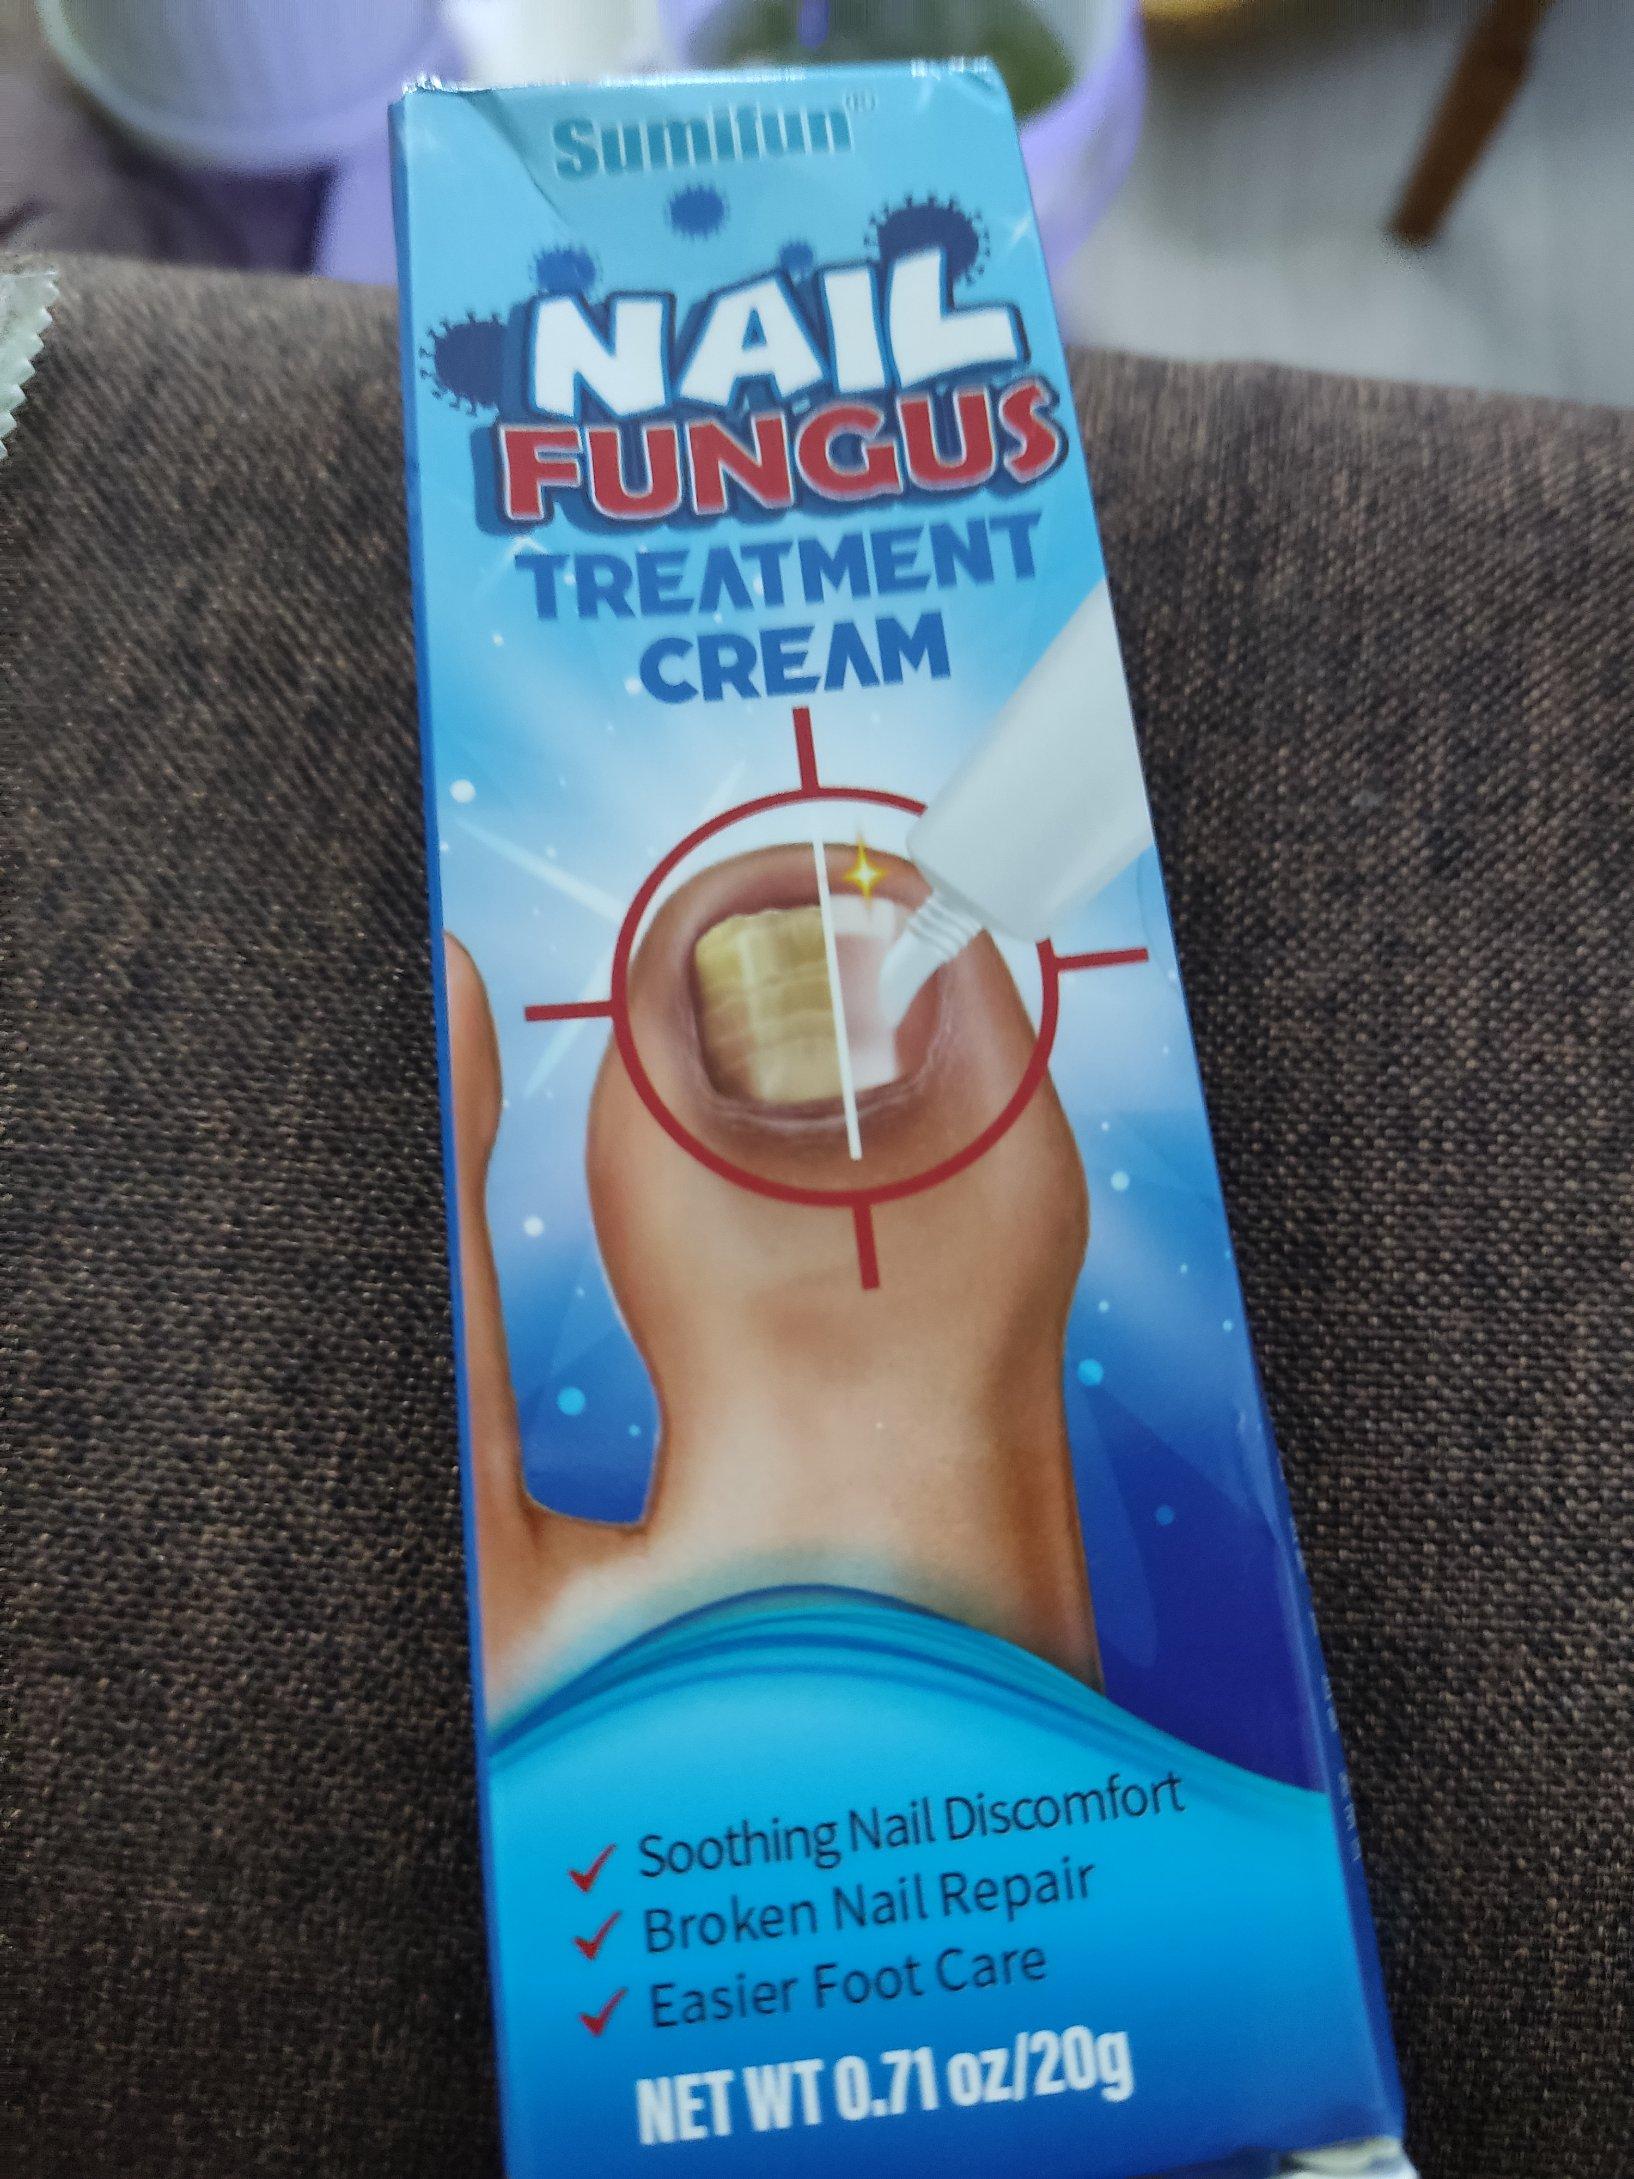 Sumifun®
NAIL
FUNGUS
TREATMENT
CREAM
Soothing Nail Discomfort
Broken Nail Repair
Easier Foot Care
NET WT 0.71 oz/20g